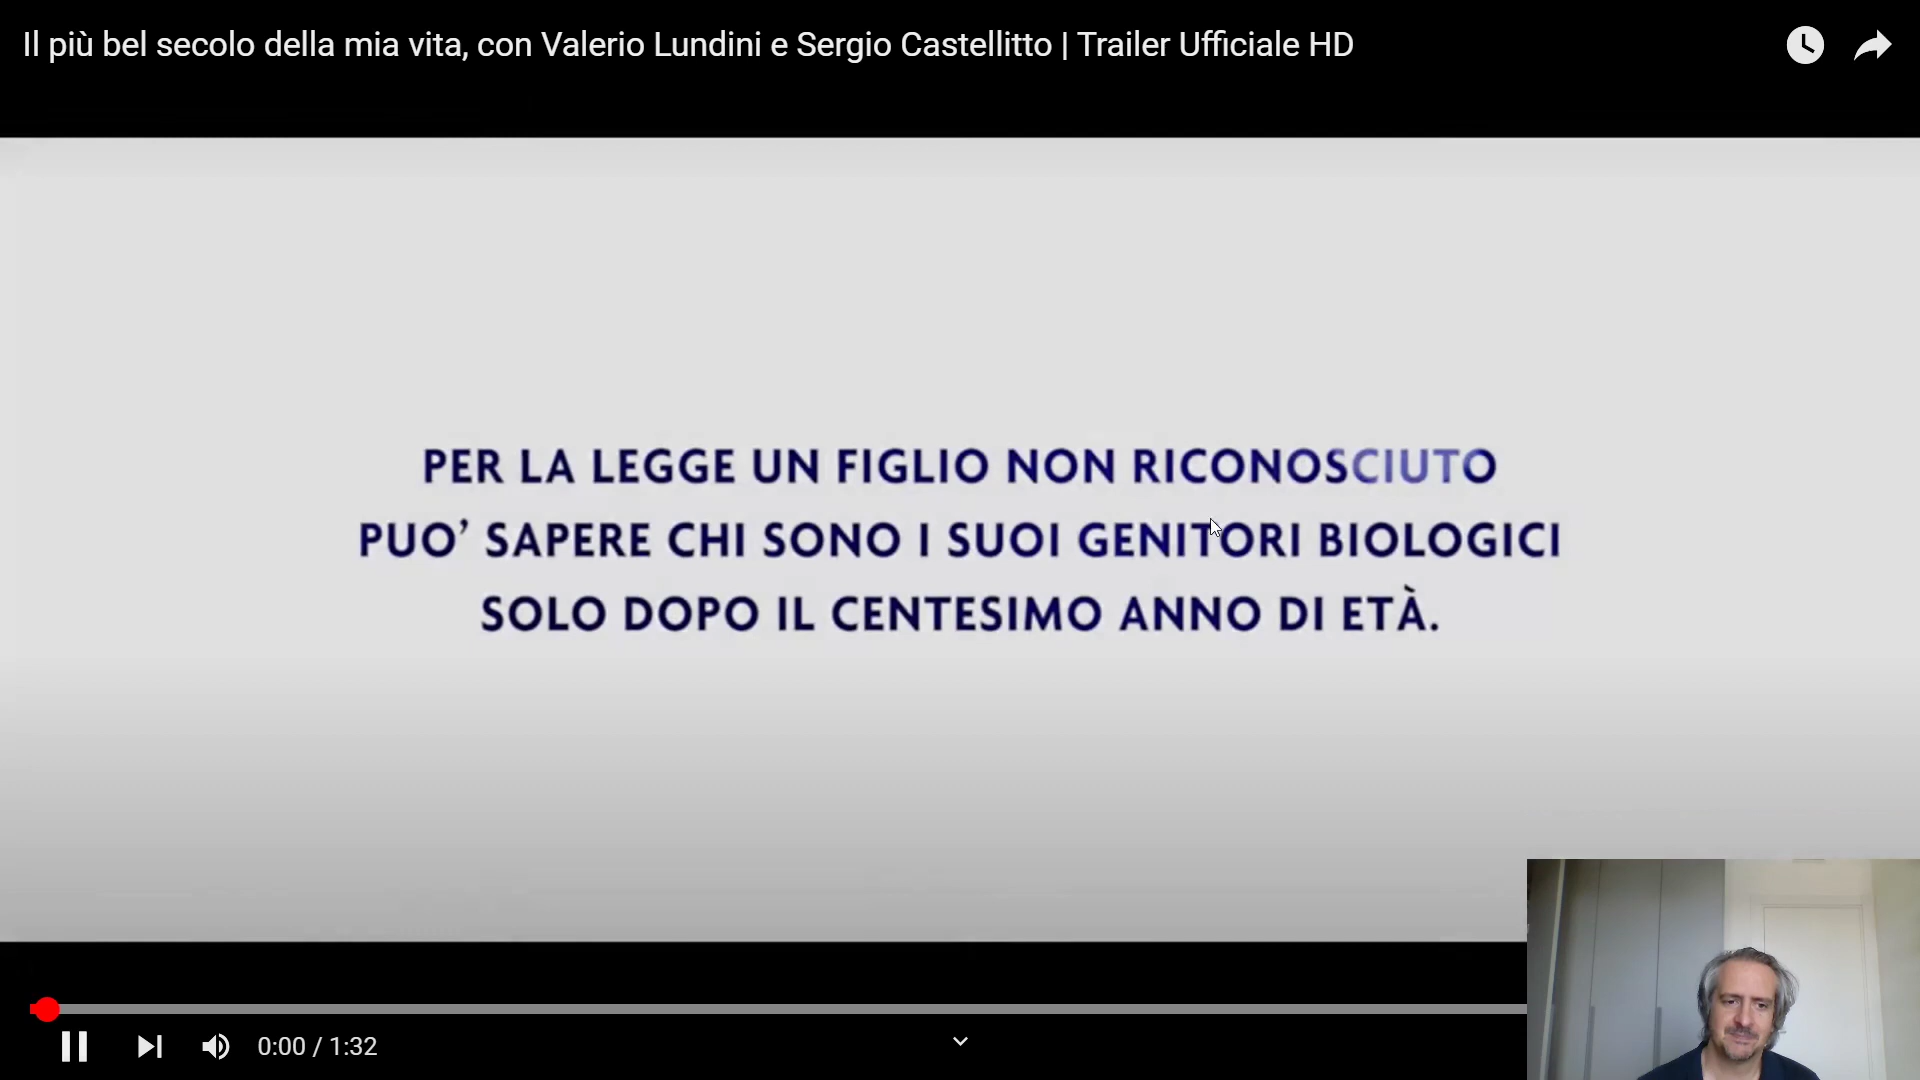 Il più bel secolo della mia vita, con Valerio Lundini e Sergio Castellitto | Trailer Ufficiale HD
PER LA LEGGE UN FIGLIO NON RICONOSCIUTO
PUO’ SAPERE CHI SONO I SUOI GENITORI BIOLOGICI
SOLO DOPO IL CENTESIMO ANNO DI ETÀ.
0:00 / 1:32